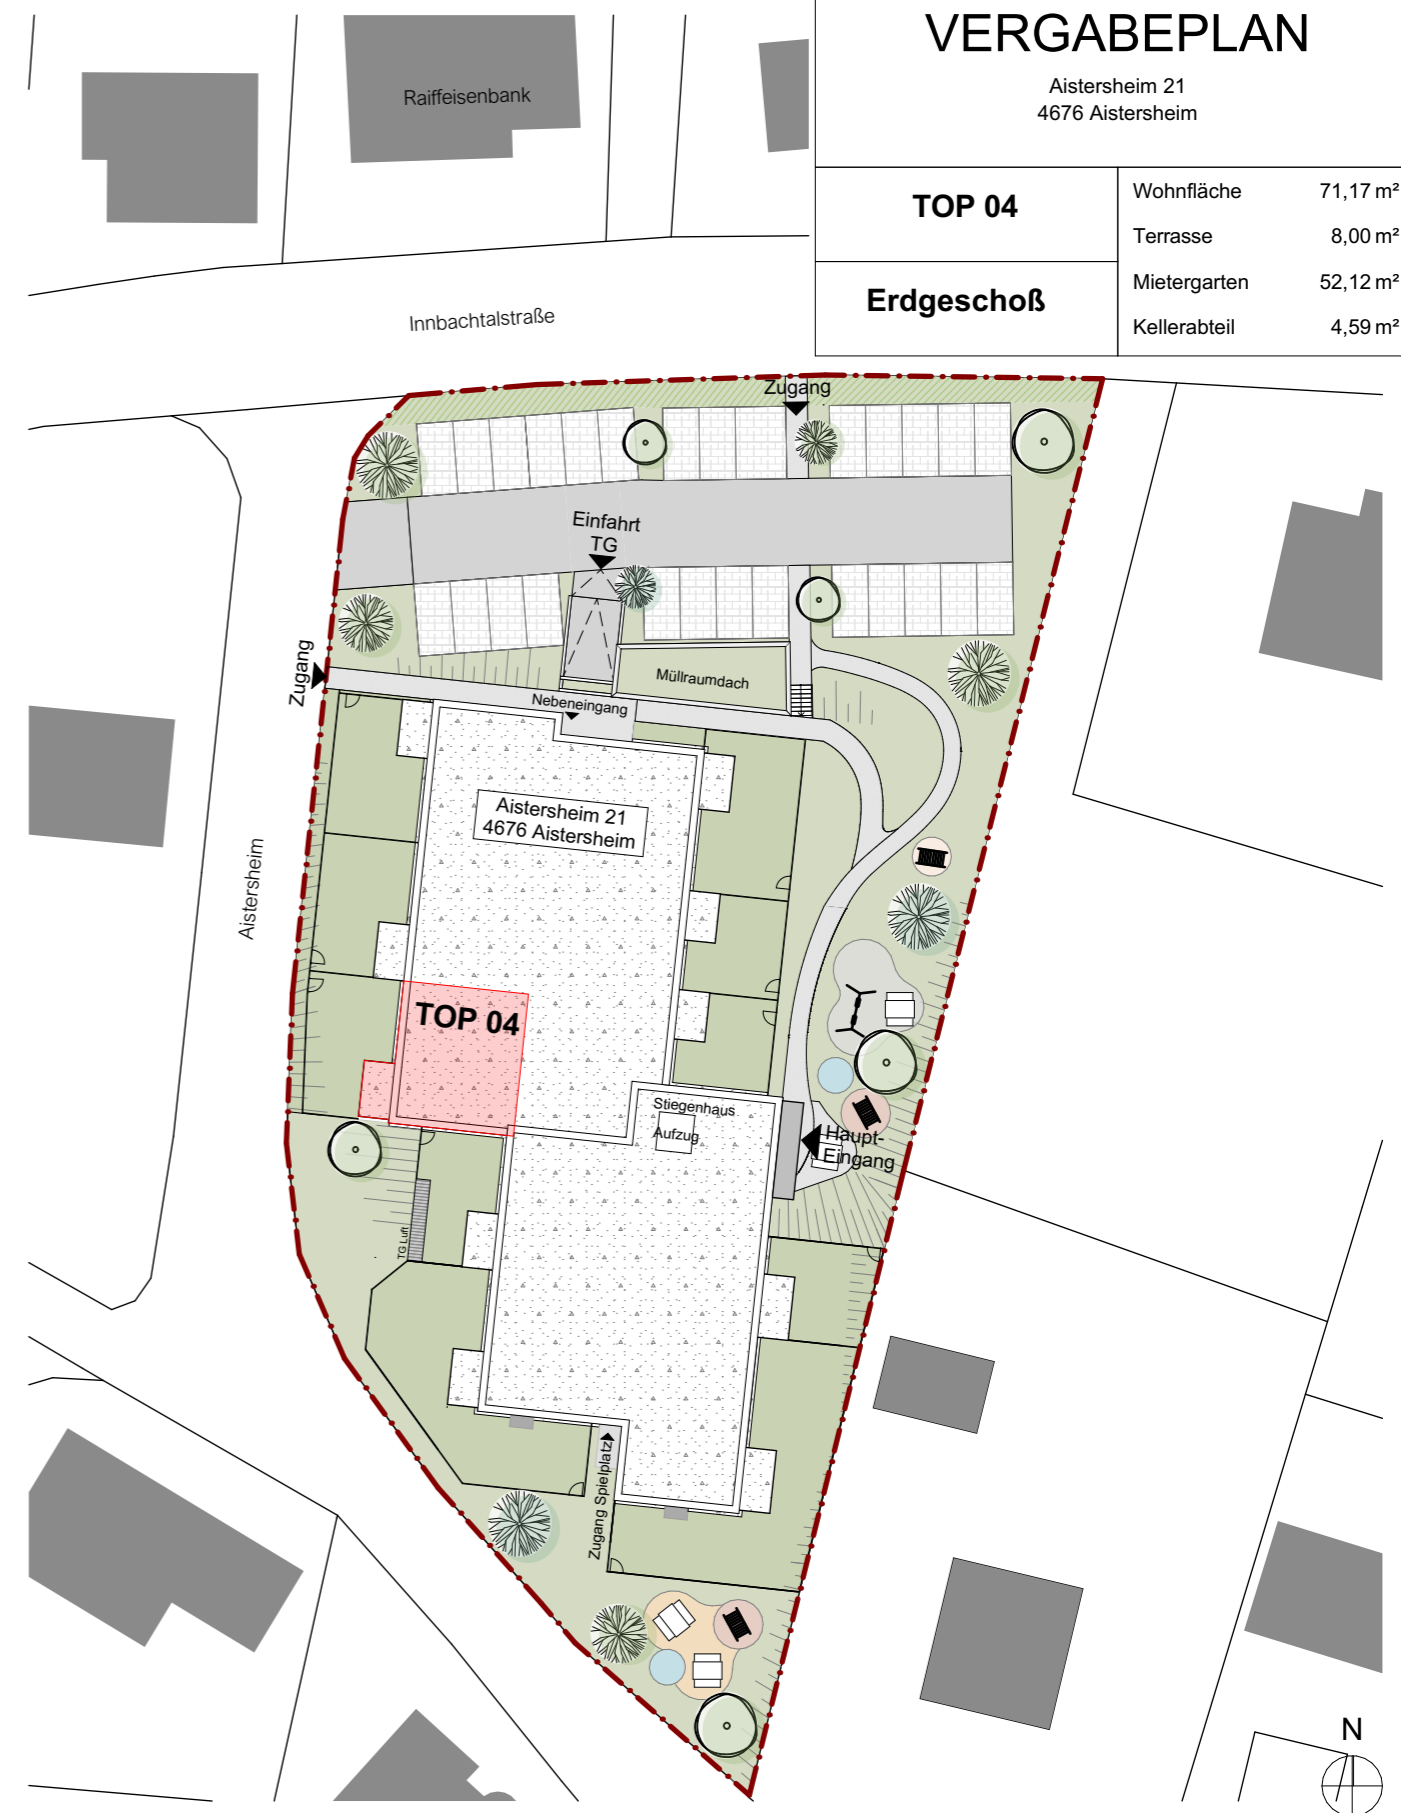 VERGABEPLAN
Aistersheim 21
4676 Aistersheim
TOP 04
Erdgeschoß
Wohnfläche 71,17 m²
Terrasse 8,00 m²
Mietergarten 52,12 m²
Kellerabteil 4,59 m²
Raiffeisenbank
Innbachtalstraße
Zugang
Einfahrt
TG
Zugang
Müllraumdach
Nebeneingang
Aistersheim 21
4676 Aistersheim
Aistersheim
TOP 04
Stiegenhaus
Aufzug
Haupt-
Eingang
TG Luft
Zugang Spielplatz
N